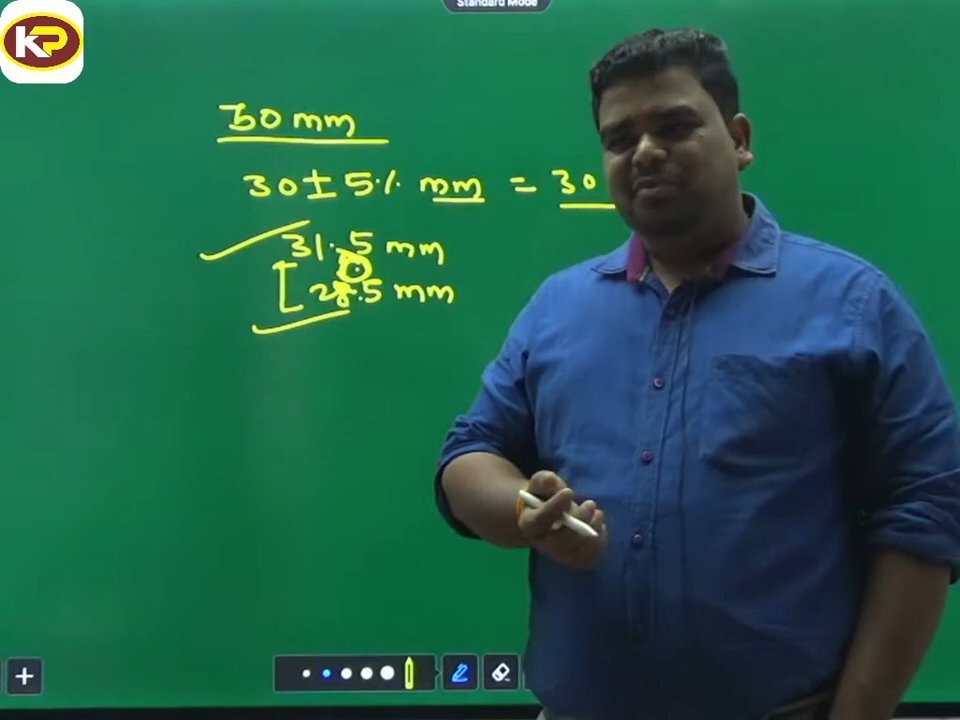 Standard Mode
KP
30 mm
30 ± 5% mm = 30
31.5 mm
28.5 mm